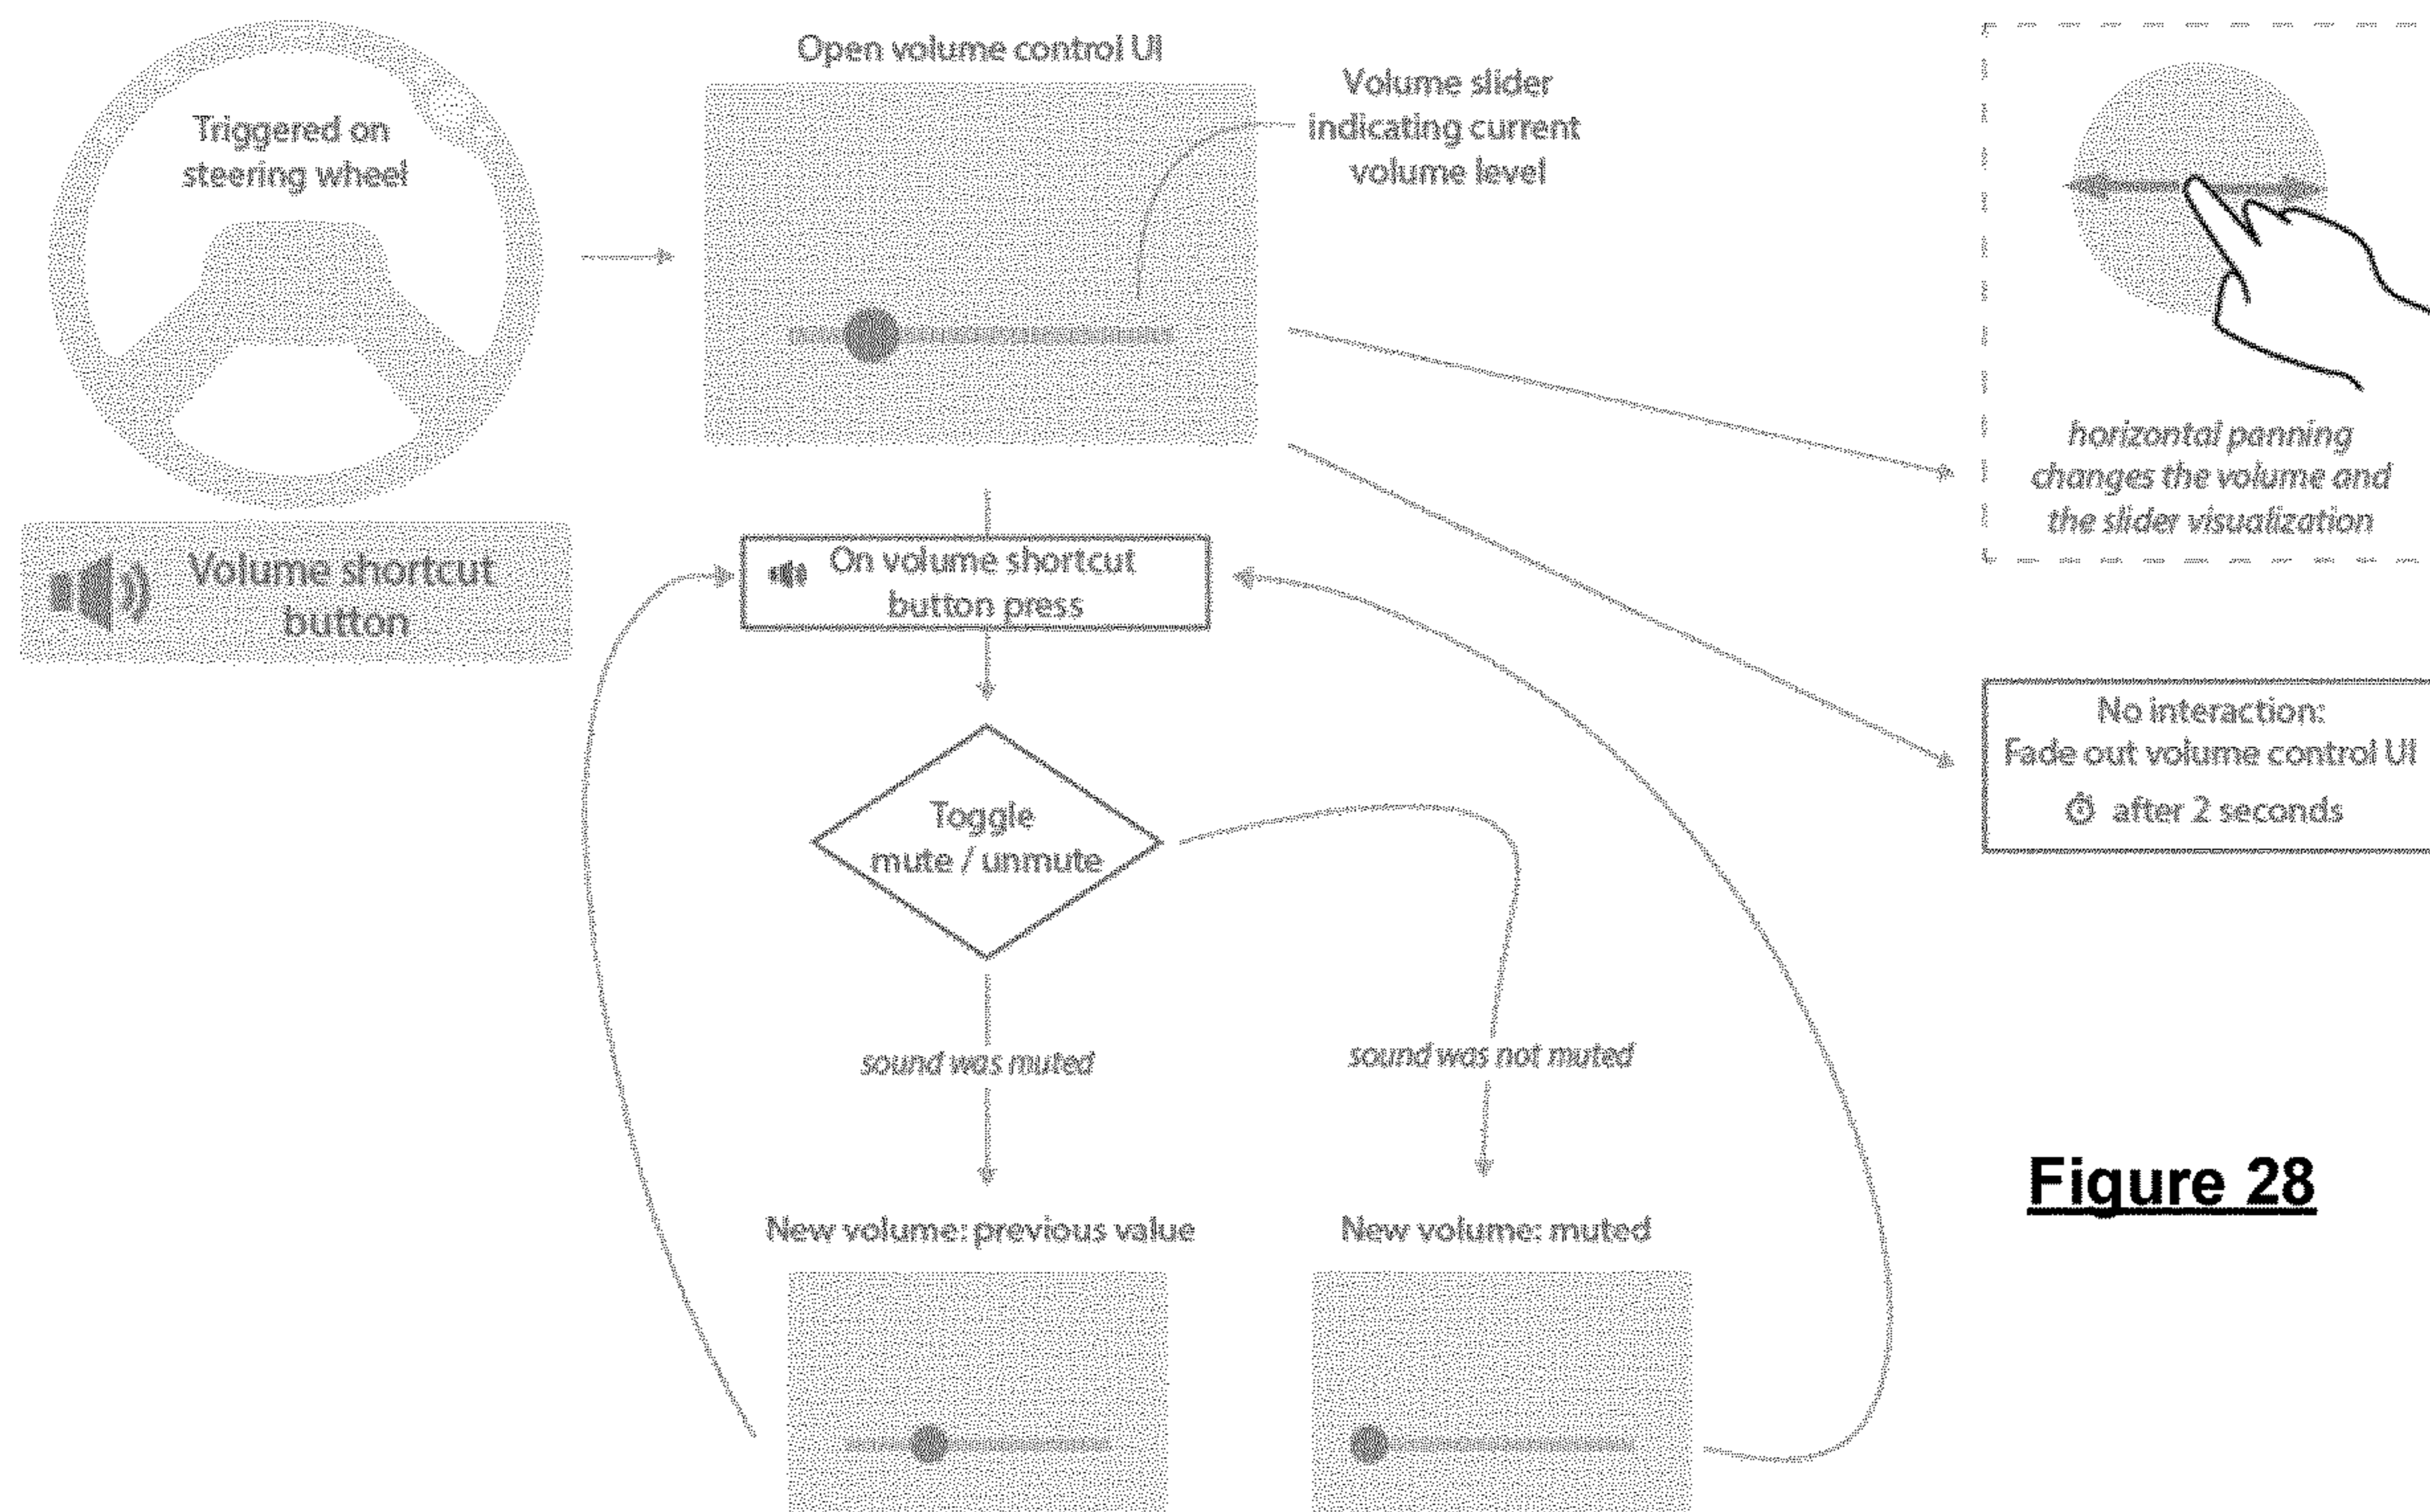 Triggered on
steering wheel
Volume shortcut
button
Open volume control UI
Volume slider
indicating current
volume level
horizontal panning
changes the volume and
the slider visualization
On volume shortcut
button press
No interaction:
Fade out volume control UI
after 2 seconds
Toggle
mute / unmute
sound was muted
sound was not muted
New volume: previous value
New volume: muted
Figure 28